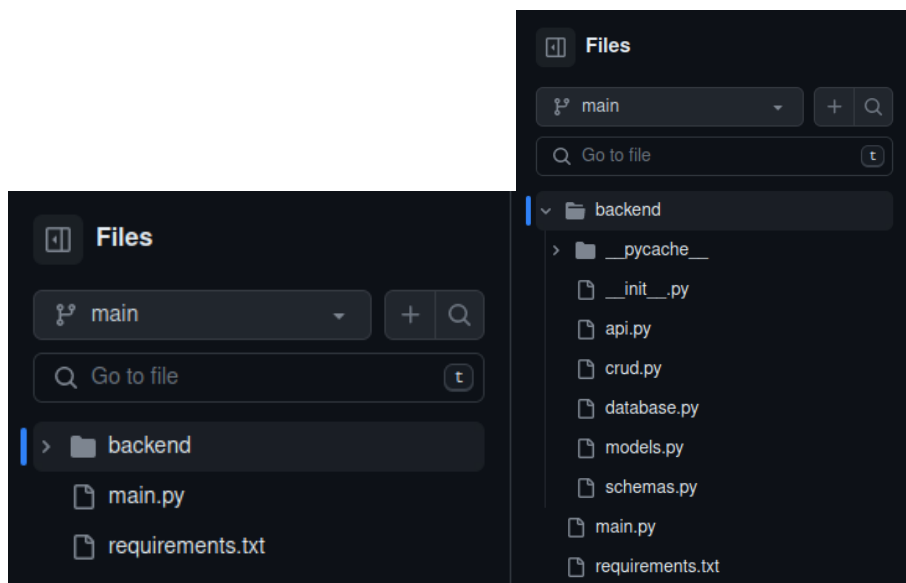 Files
main
Go to file
t
backend
main.py
requirements.txt
Files
main
Go to file
t
backend
__pycache__
__init__.py
api.py
crud.py
database.py
models.py
schemas.py
main.py
requirements.txt